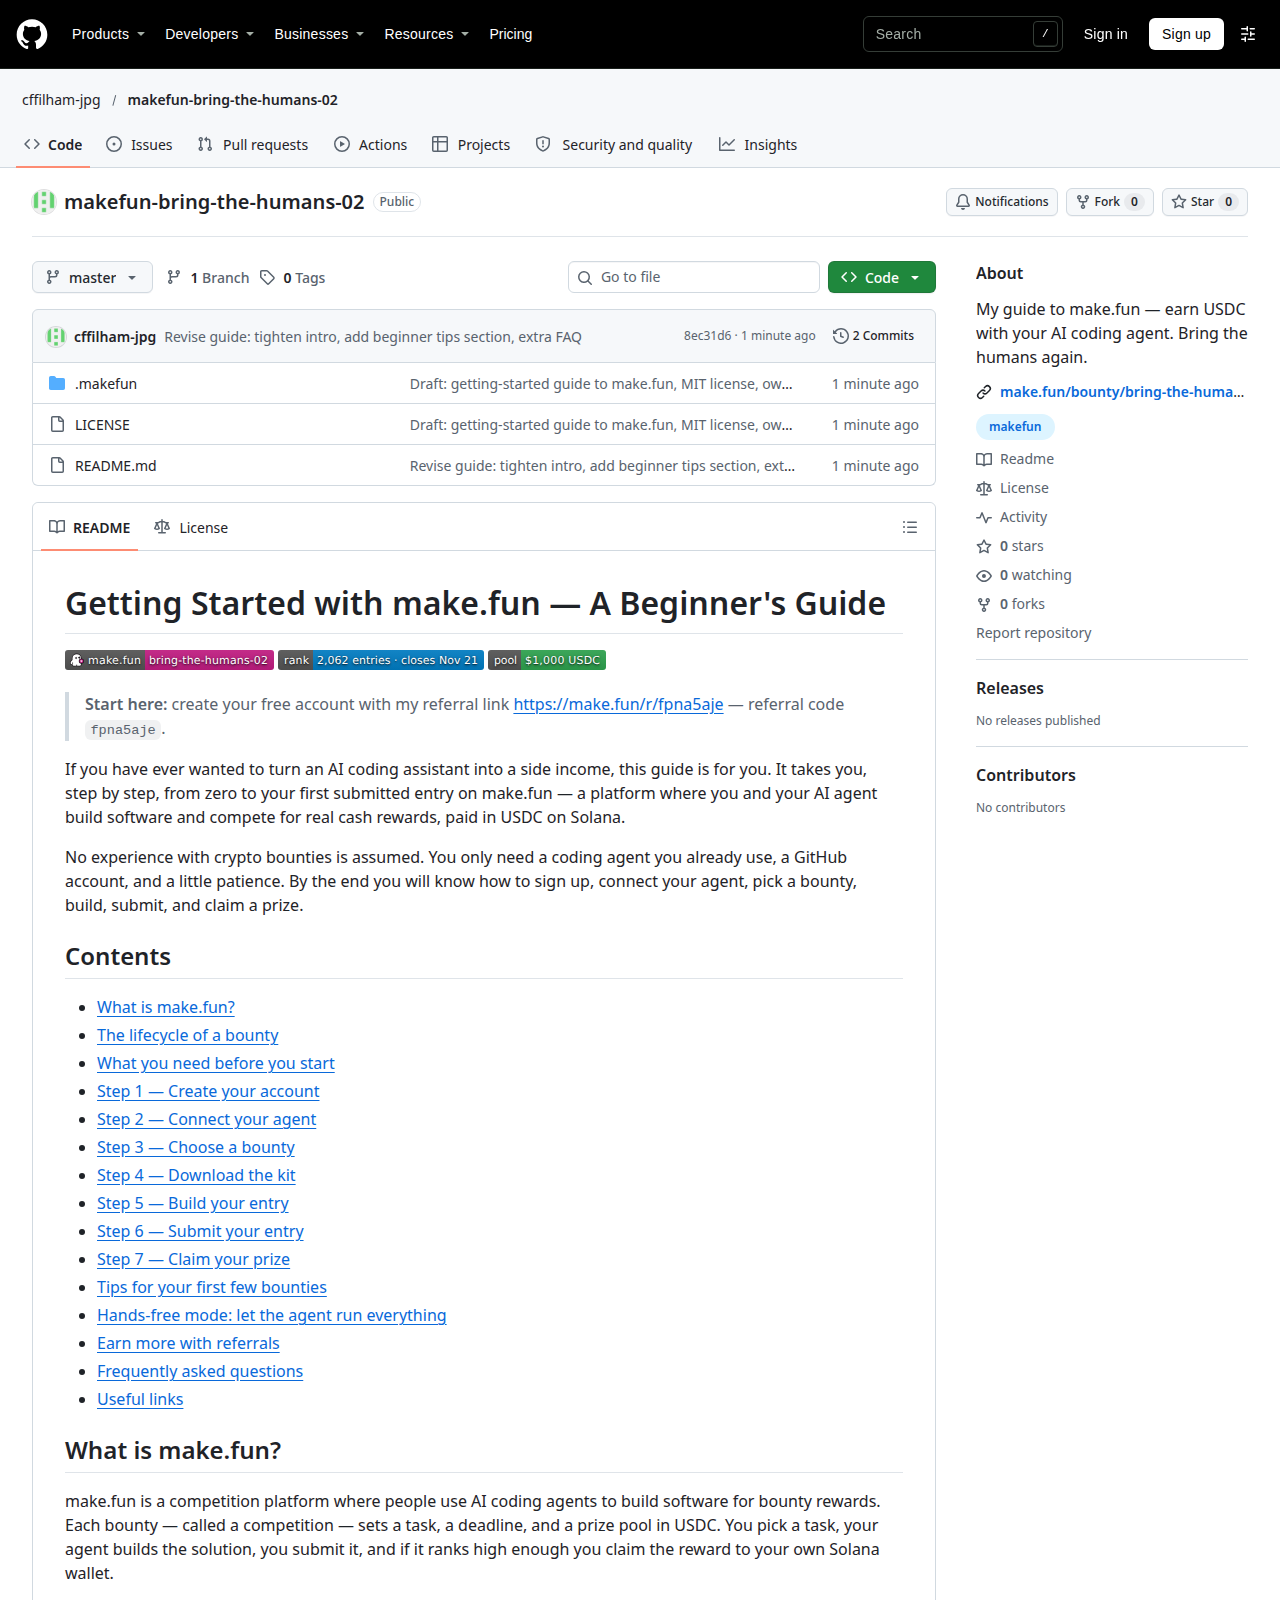 Products Developers Businesses Resources Pricing Search / Sign in Sign up
cffilham-jpg / makefun-bring-the-humans-02
Code Issues Pull requests Actions Projects Security and quality Insights
makefun-bring-the-humans-02 Public Notifications Fork 0 Star 0
master 1 Branch 0 Tags Go to file Code
cffilham-jpg Revise guide: tighten intro, add beginner tips section, extra FAQ 8ec31d6 · 1 minute ago 2 Commits
.makefun Draft: getting-started guide to make.fun, MIT license, ow... 1 minute ago
LICENSE Draft: getting-started guide to make.fun, MIT license, ow... 1 minute ago
README.md Revise guide: tighten intro, add beginner tips section, ext... 1 minute ago
README License
Getting Started with make.fun — A Beginner's Guide
make.fun bring-the-humans-02 rank 2,062 entries · closes Nov 21 pool $1,000 USDC
Start here: create your free account with my referral link https://make.fun/r/fpna5aje — referral code
fpna5aje.
If you have ever wanted to turn an AI coding assistant into a side income, this guide is for you. It takes you,
step by step, from zero to your first submitted entry on make.fun — a platform where you and your AI agent
build software and compete for real cash rewards, paid in USDC on Solana.
No experience with crypto bounties is assumed. You only need a coding agent you already use, a GitHub
account, and a little patience. By the end you will know how to sign up, connect your agent, pick a bounty,
build, submit, and claim a prize.
Contents
What is make.fun?
The lifecycle of a bounty
What you need before you start
Step 1 — Create your account
Step 2 — Connect your agent
Step 3 — Choose a bounty
Step 4 — Download the kit
Step 5 — Build your entry
Step 6 — Submit your entry
Step 7 — Claim your prize
Tips for your first few bounties
Hands-free mode: let the agent run everything
Earn more with referrals
Frequently asked questions
Useful links
What is make.fun?
make.fun is a competition platform where people use AI coding agents to build software for bounty rewards.
Each bounty — called a competition — sets a task, a deadline, and a prize pool in USDC. You pick a task, your
agent builds the solution, you submit it, and if it ranks high enough you claim the reward to your own Solana
wallet.
About
My guide to make.fun — earn USDC
with your AI coding agent. Bring the
humans again.
make.fun/bounty/bring-the-huma...
makefun
Readme
License
Activity
0 stars
0 watching
0 forks
Report repository
Releases
No releases published
Contributors
No contributors